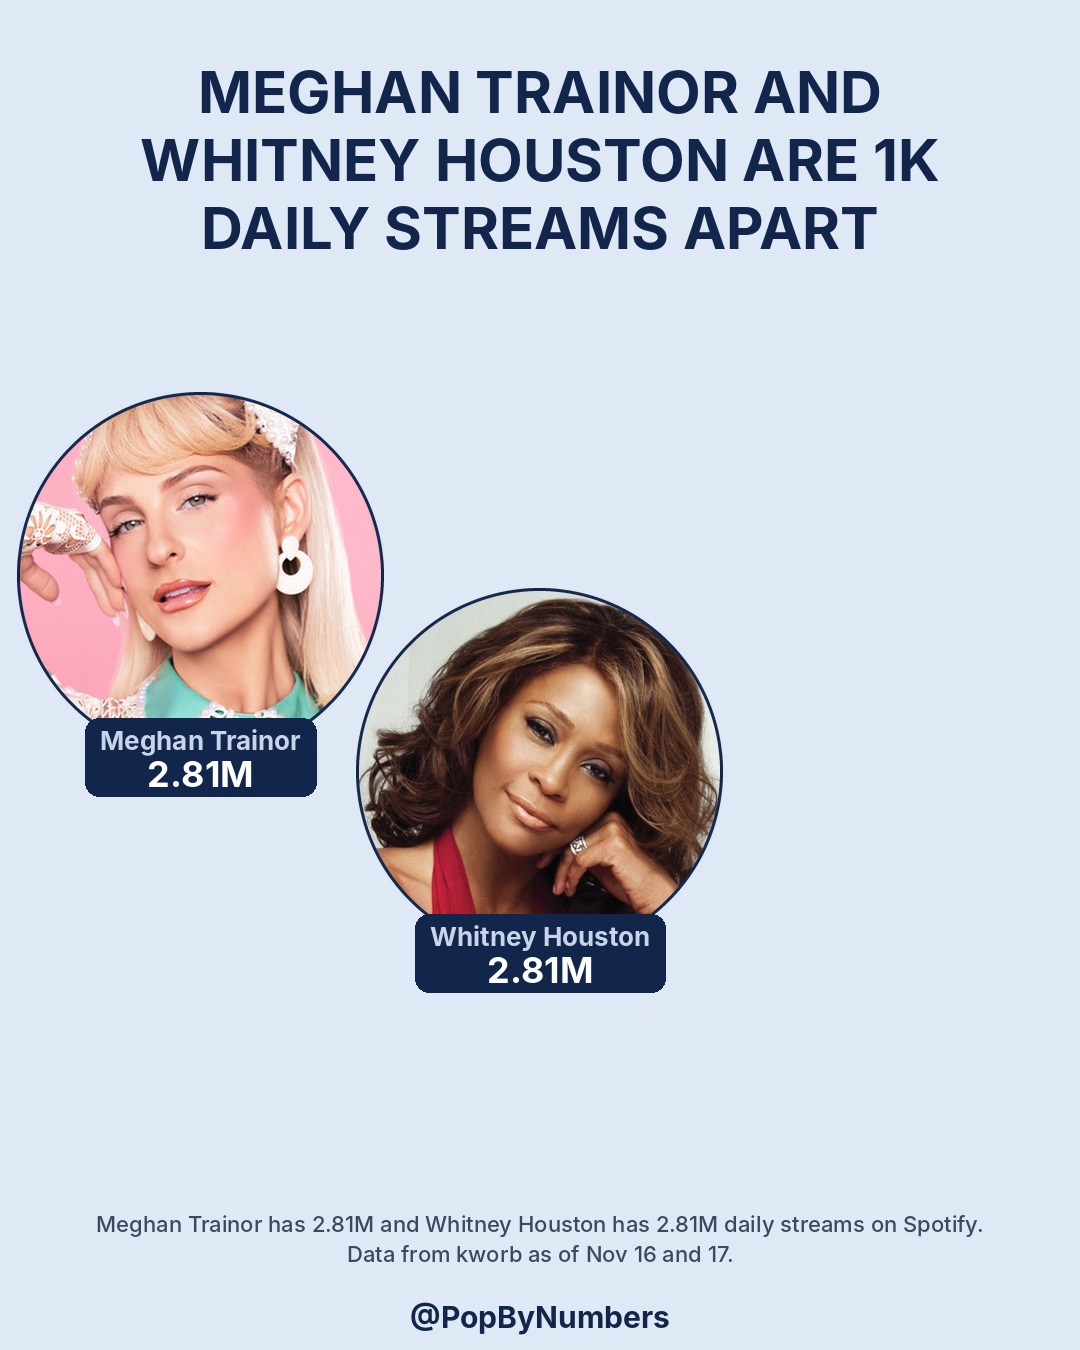 MEGHAN TRAINOR AND
WHITNEY HOUSTON ARE 1K
DAILY STREAMS APART
Meghan Trainor
2.81M
Whitney Houston
2.81M
Meghan Trainor has 2.81M and Whitney Houston has 2.81M daily streams on Spotify.
Data from kworb as of Nov 16 and 17.
@PopByNumbers